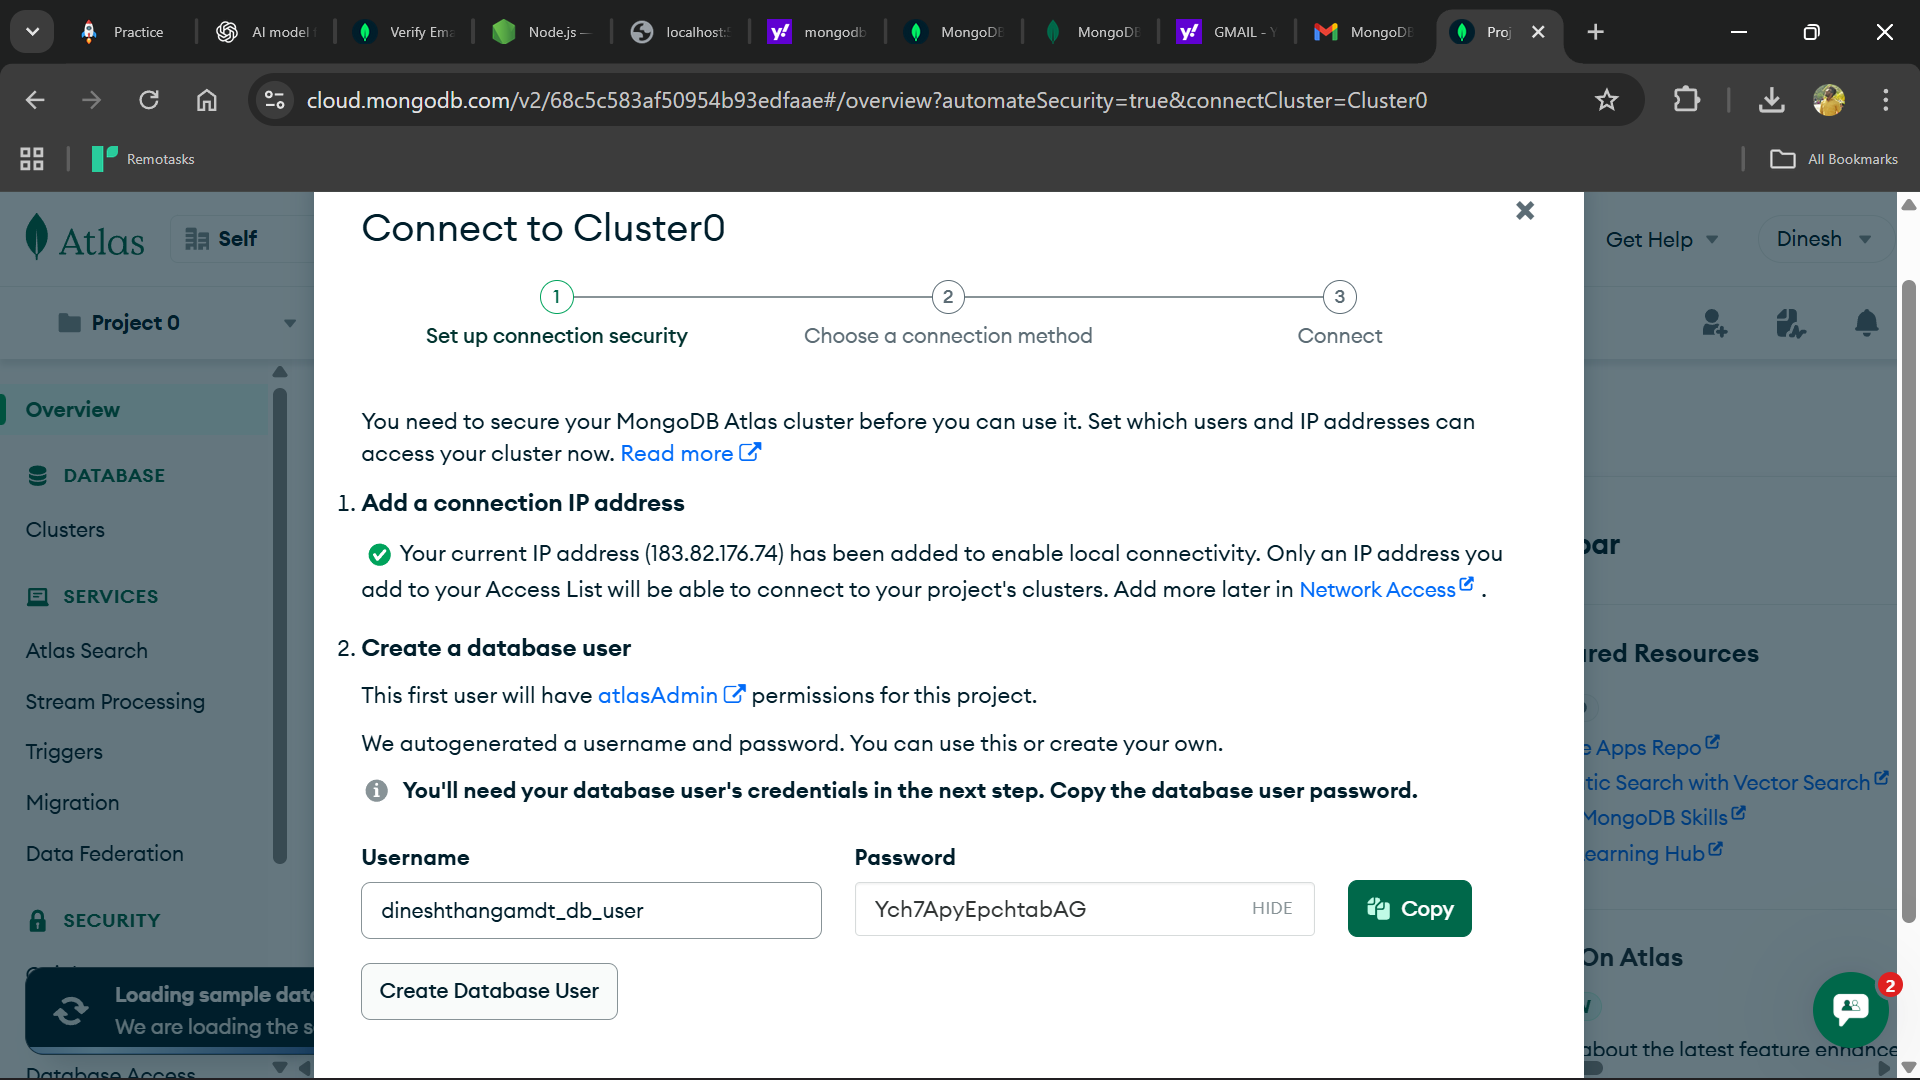 Practice
AI model
Verify Ema
Node.js —
localhost:
mongodb
MongoDB
MongoDB
GMAIL - Y
MongoDB
Proj
cloud.mongodb.com/v2/68c5c583af50954b93edfaae#/overview?automateSecurity=true&connectCluster=Cluster0
Remotasks
All Bookmarks
Atlas
Self
Get Help
Dinesh
Project 0
Overview
DATABASE
Clusters
SERVICES
Atlas Search
Stream Processing
Triggers
Migration
Data Federation
SECURITY
Loading sample data
We are loading the s
Database Access
Connect to Cluster0
1
2
3
Set up connection security
Choose a connection method
Connect
You need to secure your MongoDB Atlas cluster before you can use it. Set which users and IP addresses can
access your cluster now. Read more
1. Add a connection IP address
Your current IP address (183.82.176.74) has been added to enable local connectivity. Only an IP address you
add to your Access List will be able to connect to your project's clusters. Add more later in Network Access .
2. Create a database user
This first user will have atlasAdmin permissions for this project.
We autogenerated a username and password. You can use this or create your own.
You'll need your database user's credentials in the next step. Copy the database user password.
Username
Password
dineshthangamdt_db_user
Ych7ApyEpchtabAG
HIDE
Copy
Create Database User
bar
ired Resources
e Apps Repo
tic Search with Vector Search
MongoDB Skills
earning Hub
On Atlas
2
about the latest feature enhance